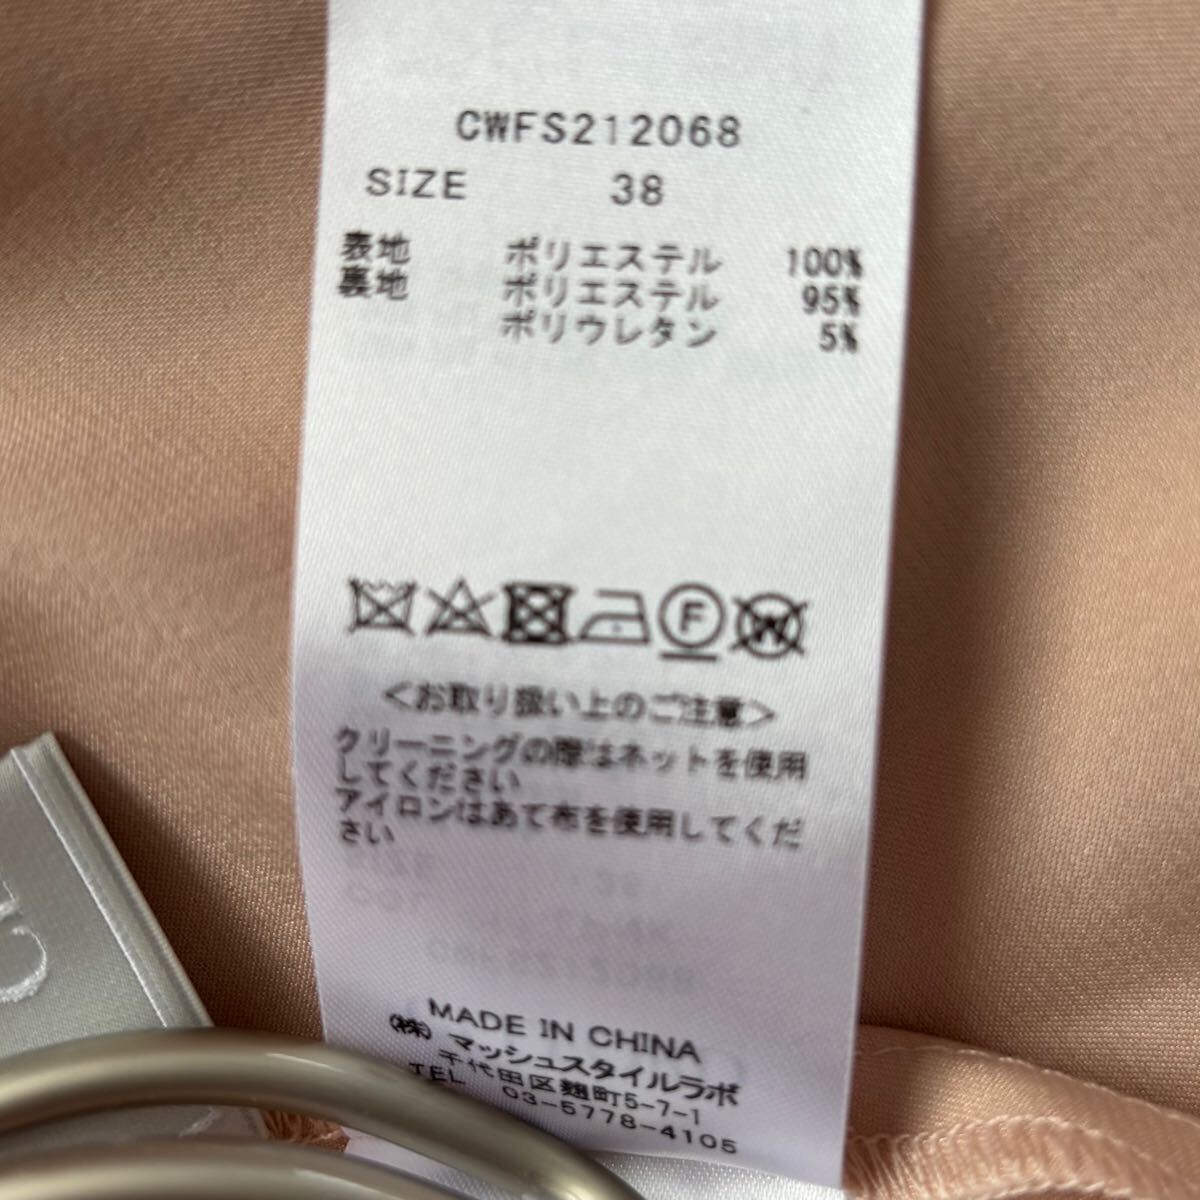 CWFS212068
SIZE 38
表地 ポリエステル 100%
裏地 ポリエステル 95%
ポリウレタン 5%
F
W
<お取り扱い上のご注意>
クリーニングの際はネットを使用
してください
アイロンはあて布を使用してくだ
さい
MADE IN CHINA
(株) マッシュスタイルラボ
千代田区麹町5-7-1
TEL 03-5778-4105